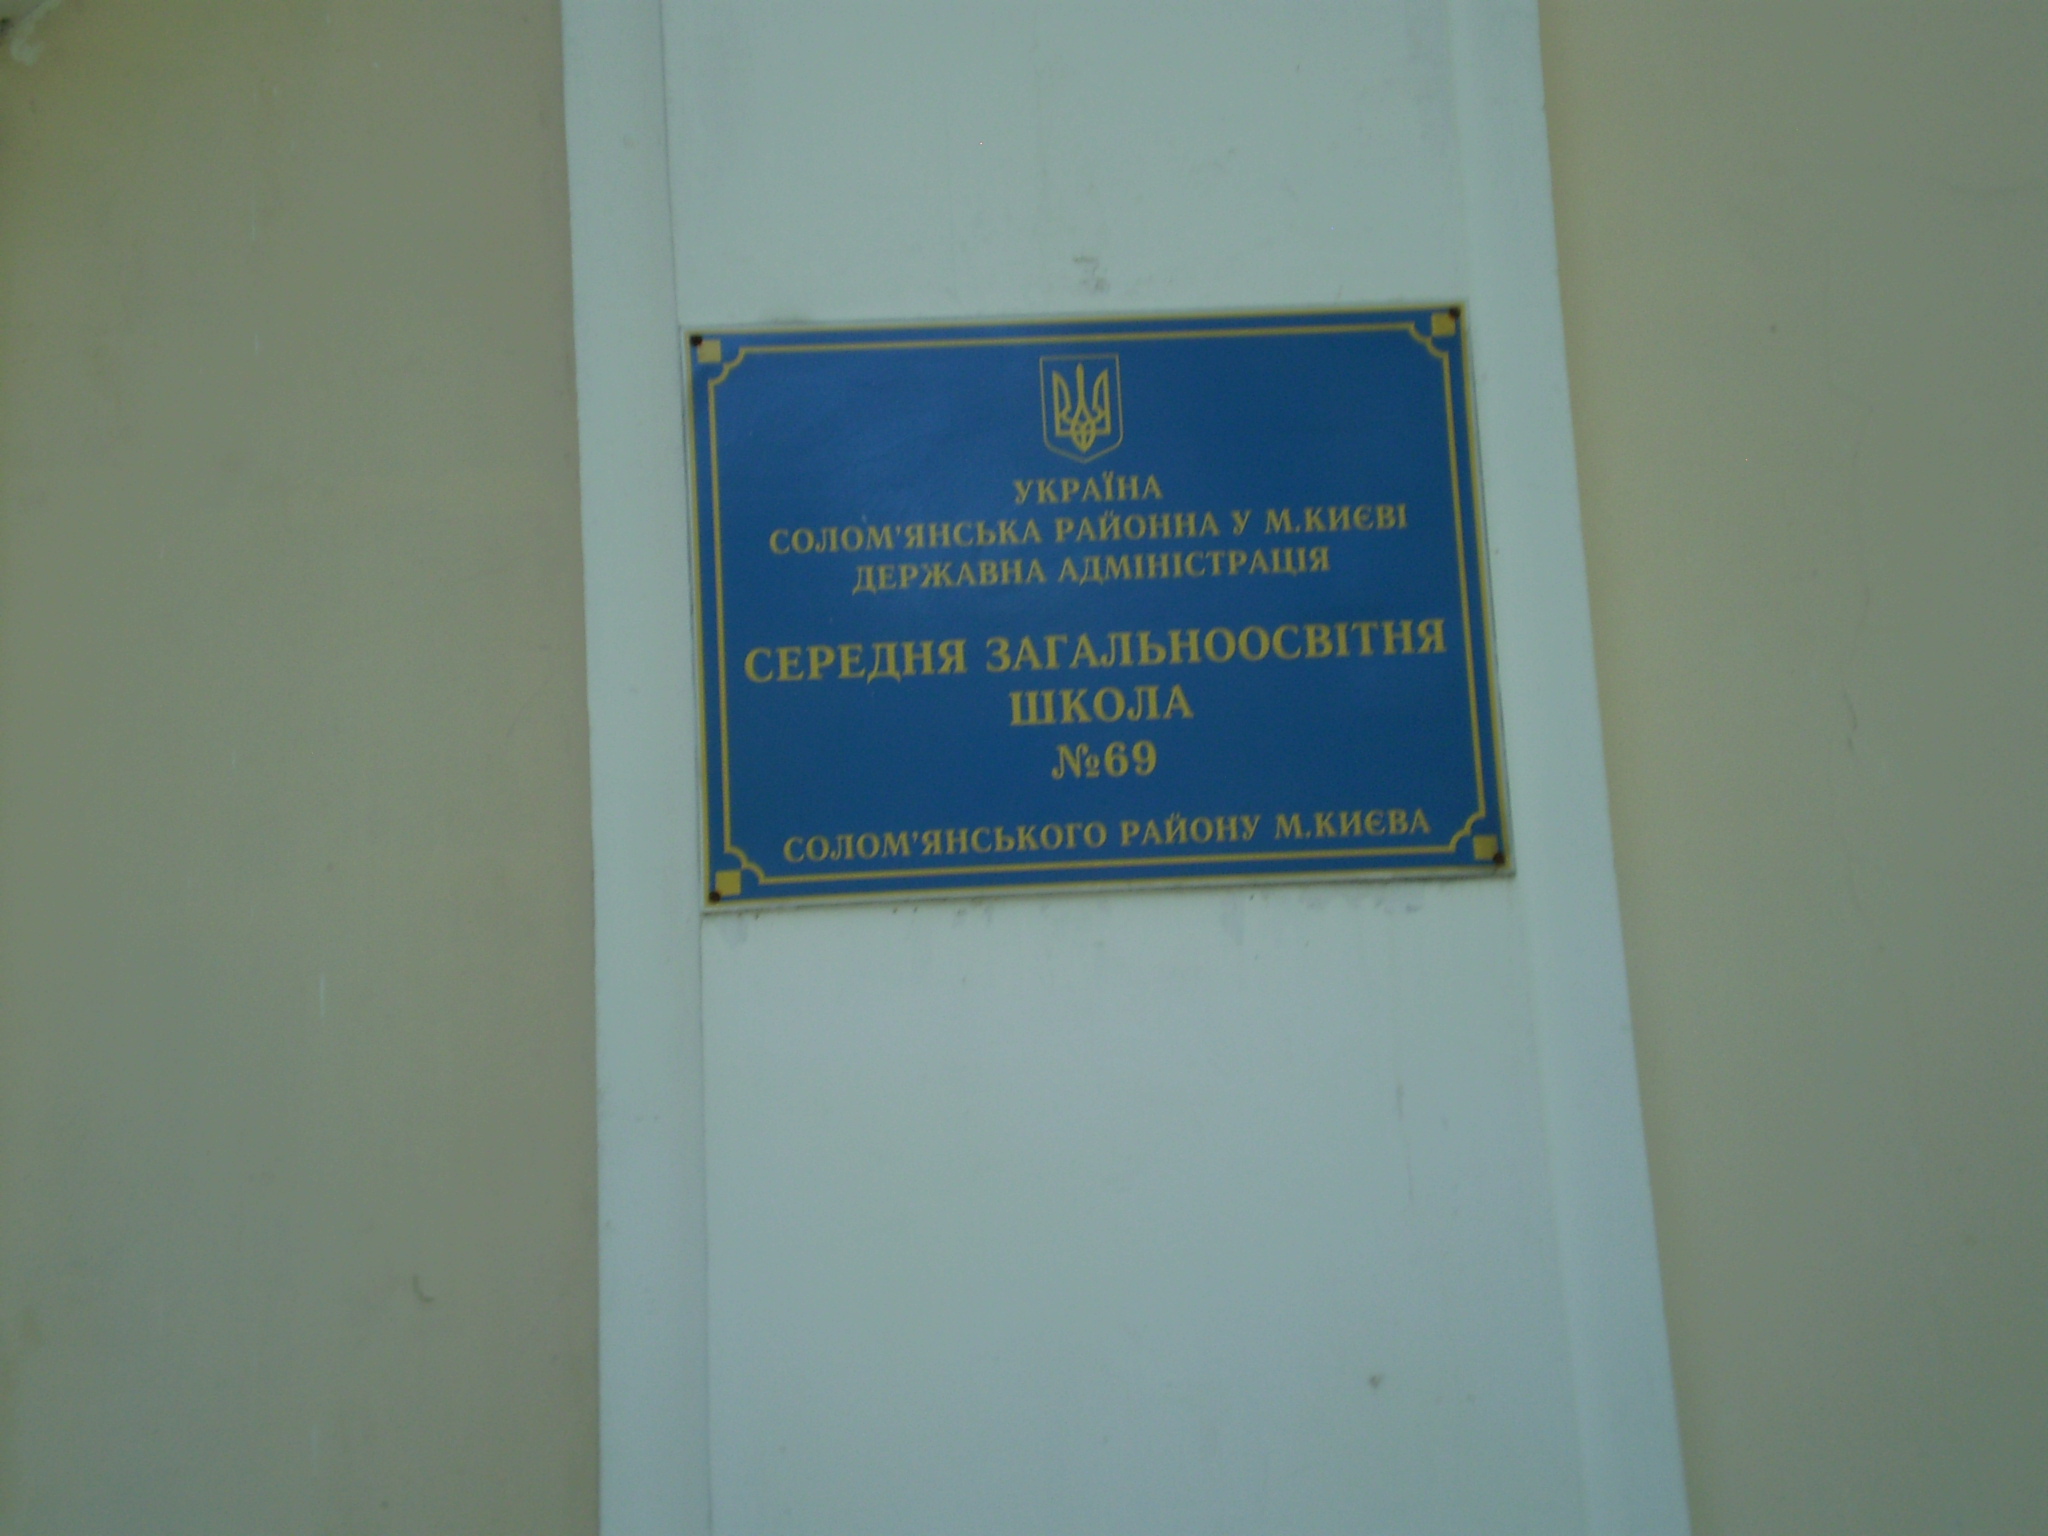 УКРАЇНА
СОЛОМ'ЯНСЬКА РАЙОННА У М.КИЄВІ
ДЕРЖАВНА АДМІНІСТРАЦІЯ
СЕРЕДНЯ ЗАГАЛЬНООСВІТНЯ
ШКОЛА
№69
СОЛОМ'ЯНСЬКОГО РАЙОНУ М.КИЄВА